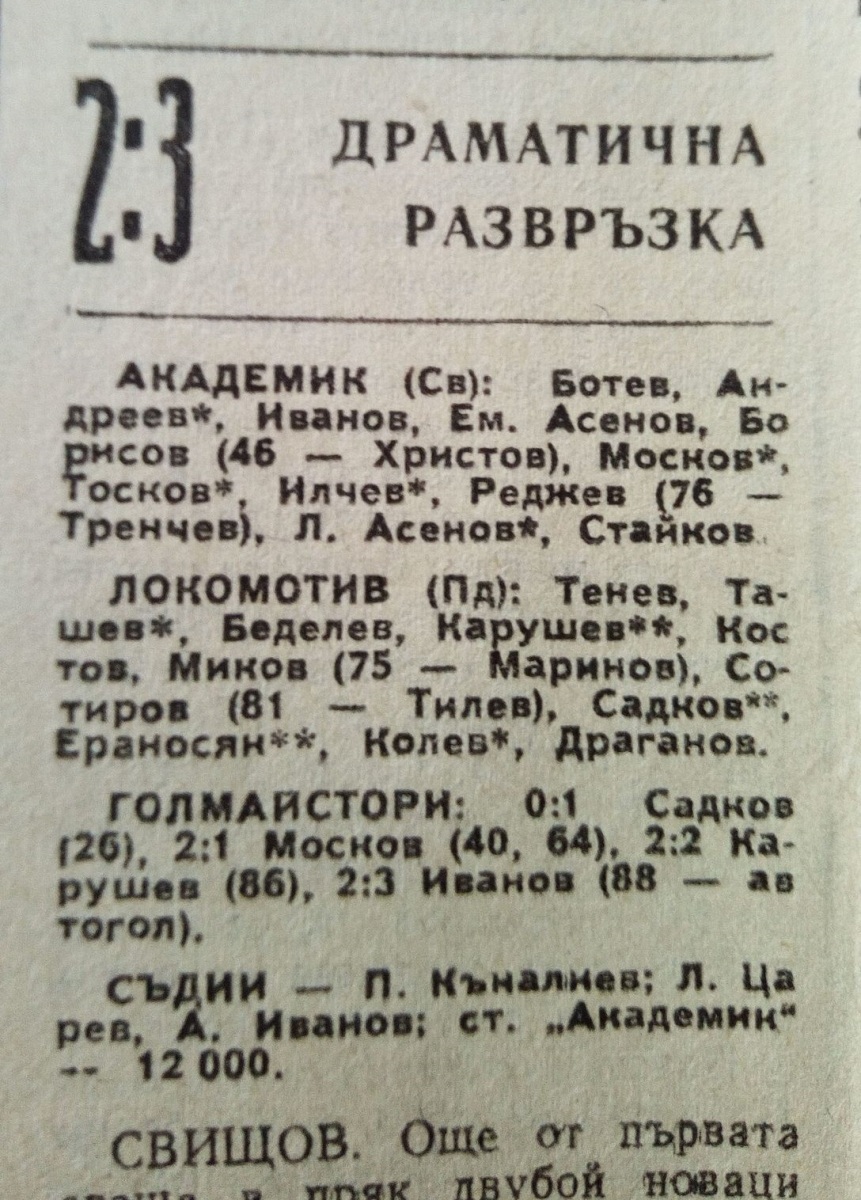 2:3
ДРАМАТИЧНА
РАЗВРЪЗКА
АКАДЕМИК (Св): Ботев, Ан-
дреев*, Иванов, Ем. Асенов, Бо
рисов (46 — Христов), Москов*,
Тосков*, Илчев*, Реджев (76 —
Тренчев), Л. Асенов*, Стайков.
ЛОКОМОТИВ (Пд): Тенев, Та-
шев*, Беделев, Карушев**, Кос
тов, Миков (75 — Маринов), Со-
тиров (81 — Тилев), Садков**,
Ераносян**, Колев*, Драганов.
ГОЛМАЙСТОРИ: 0:1 Садков
(26), 2:1 Москов (40, 64), 2:2 Ка-
рушев (86), 2:3 Иванов (88 — ав
тогол).
СЪДИИ — П. Къналиев; Л. Ца
рев, А. Иванов; ст. „Академик“
-- 12 000.
СВИЩОВ. Още от първата
в пряк двубой новаци